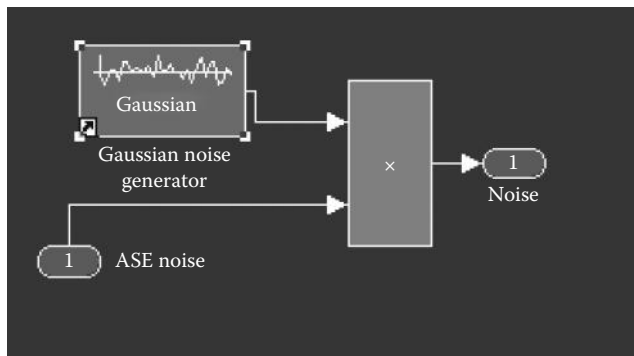 Gaussian
Gaussian noise
generator
×
1
Noise
1
ASE noise